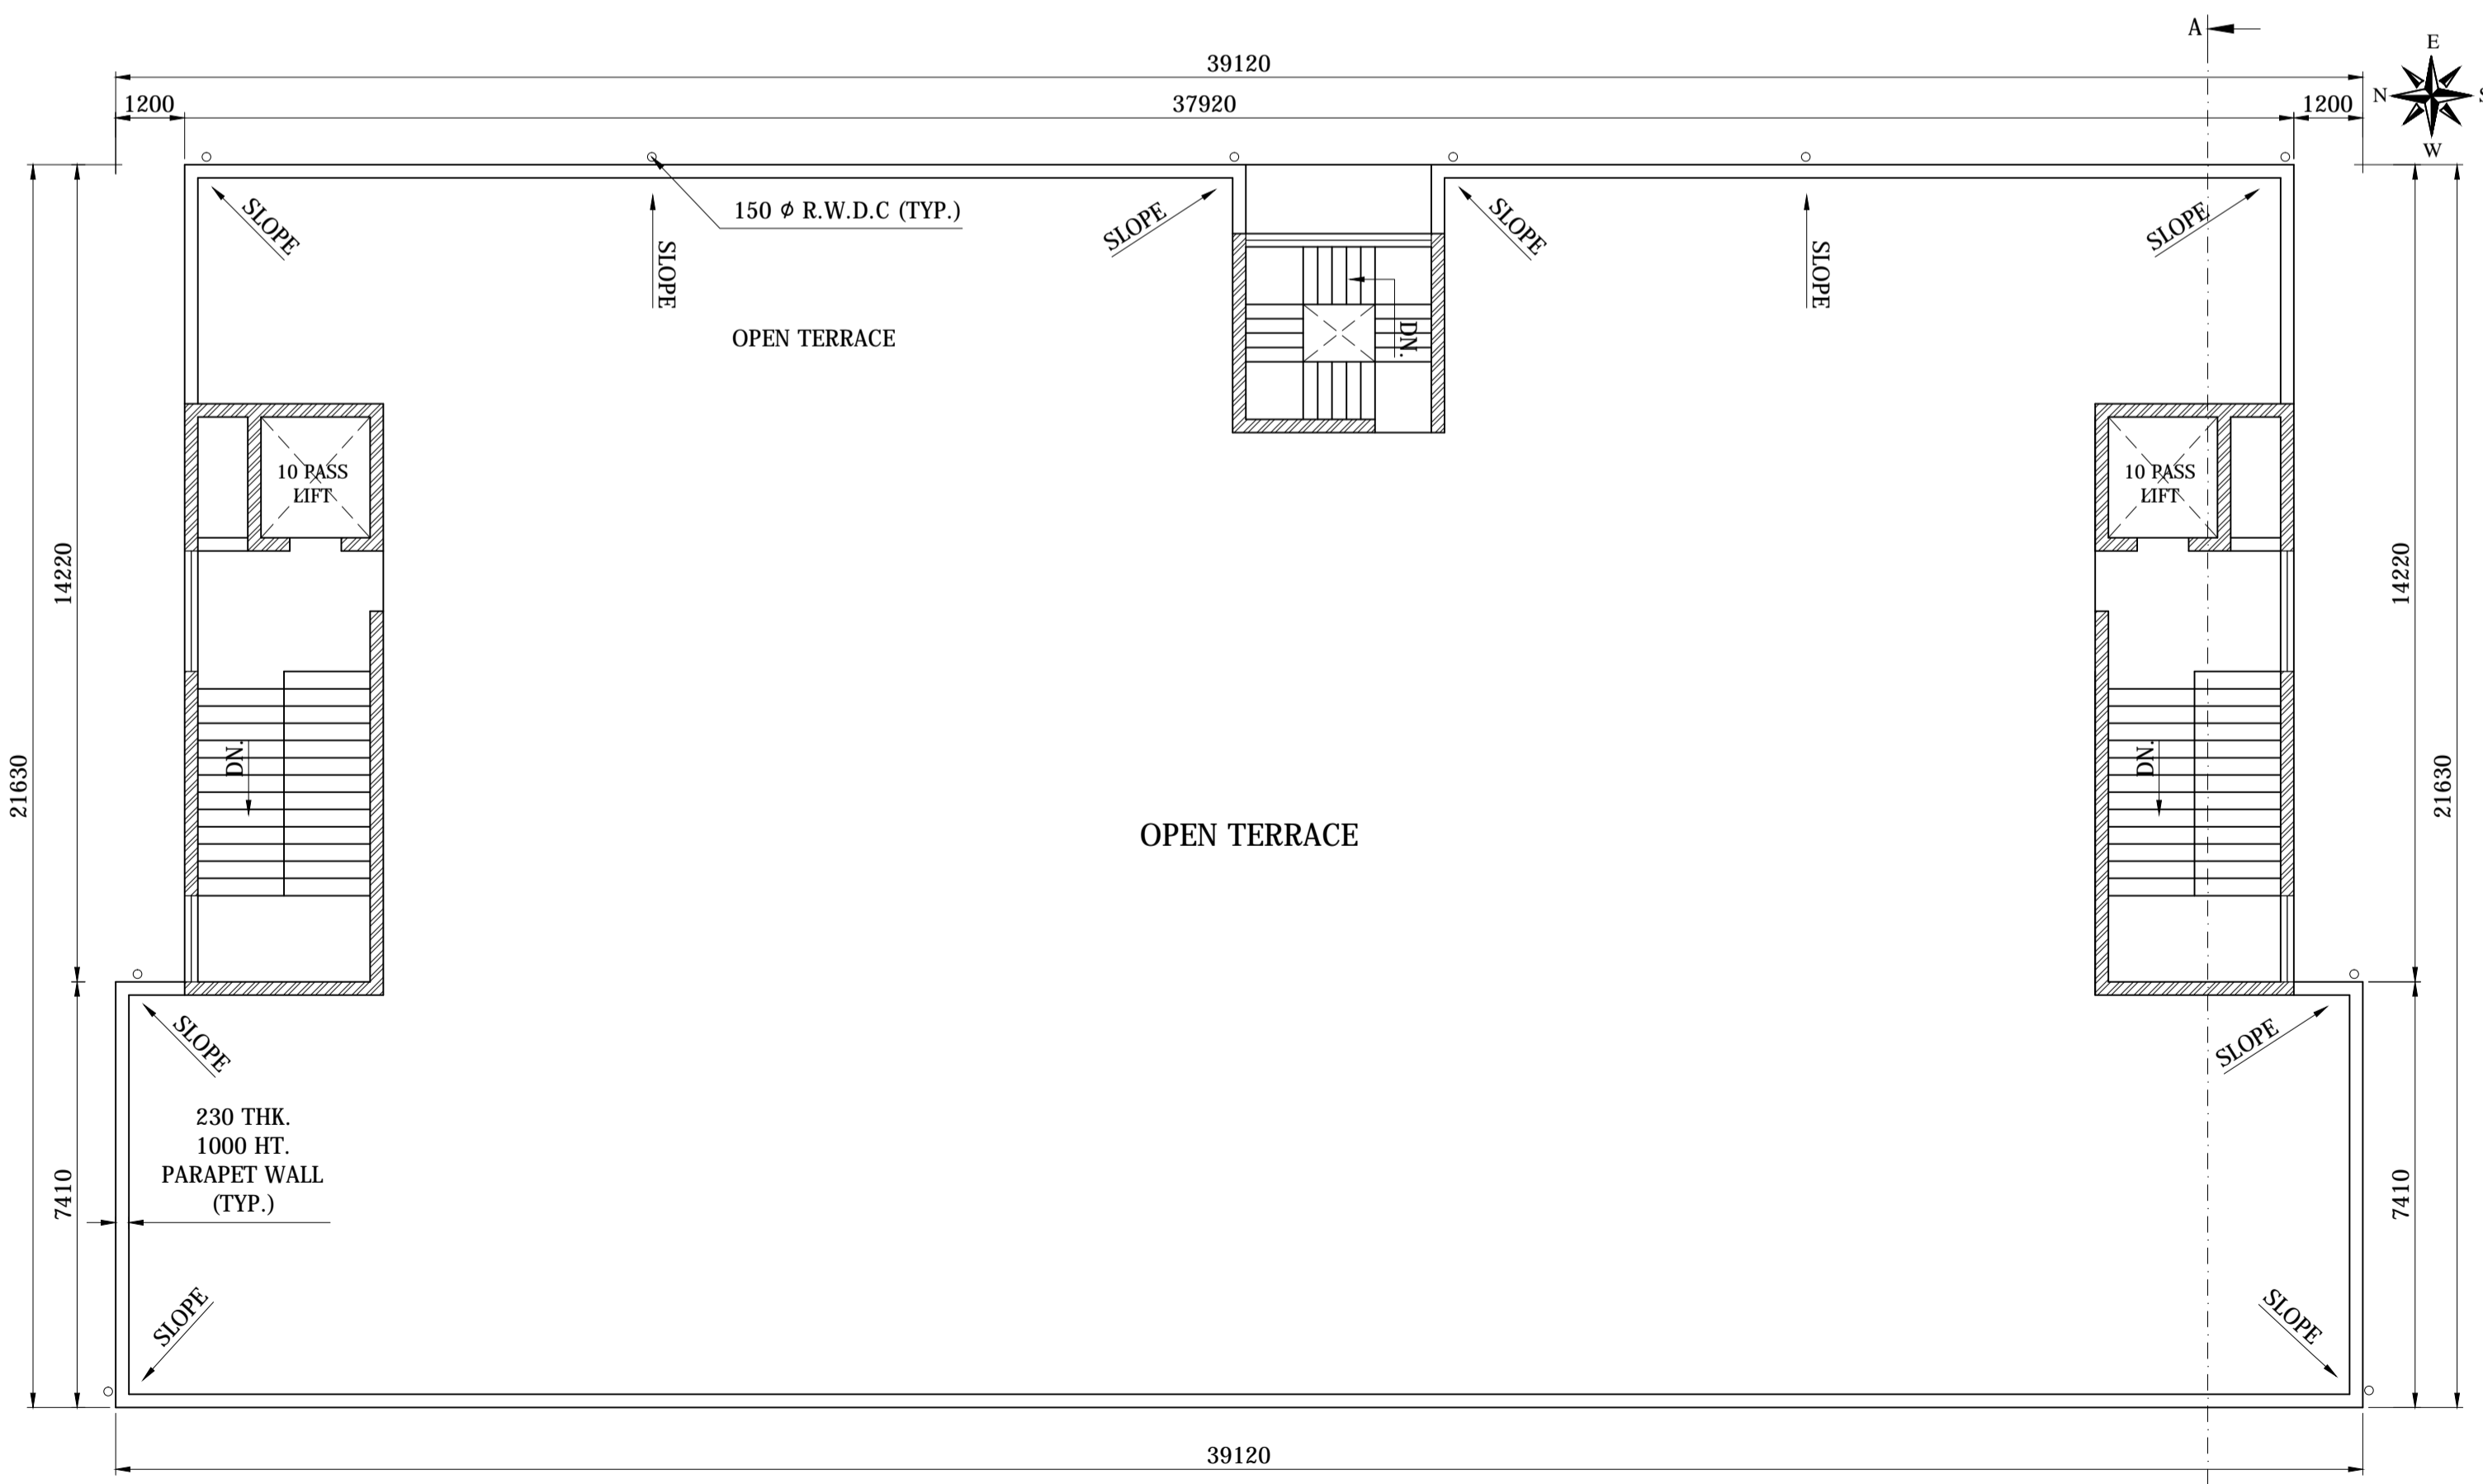 A
E
39120
1200
37920
1200
N
S
W
SLOPE
150 ϕ R.W.D.C (TYP.)
SLOPE
SLOPE
SLOPE
SLOPE
SLOPE
OPEN TERRACE
DN.
10 PASS
LIFT
10 PASS
LIFT
14220
14220
21630
DN.
DN.
21630
OPEN TERRACE
SLOPE
SLOPE
230 THK.
1000 HT.
PARAPET WALL
(TYP.)
7410
7410
SLOPE
SLOPE
39120